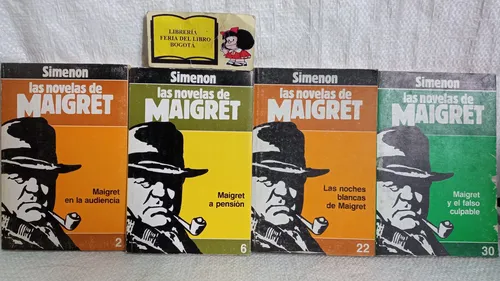 LIBRERÍA
FERIA DEL LIBRO
BOGOTÁ
Simenon
las novelas de
MAIGRET
Maigret
en la audiencia
2
Simenon
las novelas de
MAIGRET
Maigret
a pensión
6
Simenon
las novelas de
MAIGRET
Las noches
blancas
de Maigret
22
Simenon
las novelas de
MAIGRET
Maigret
y el falso
culpable
30